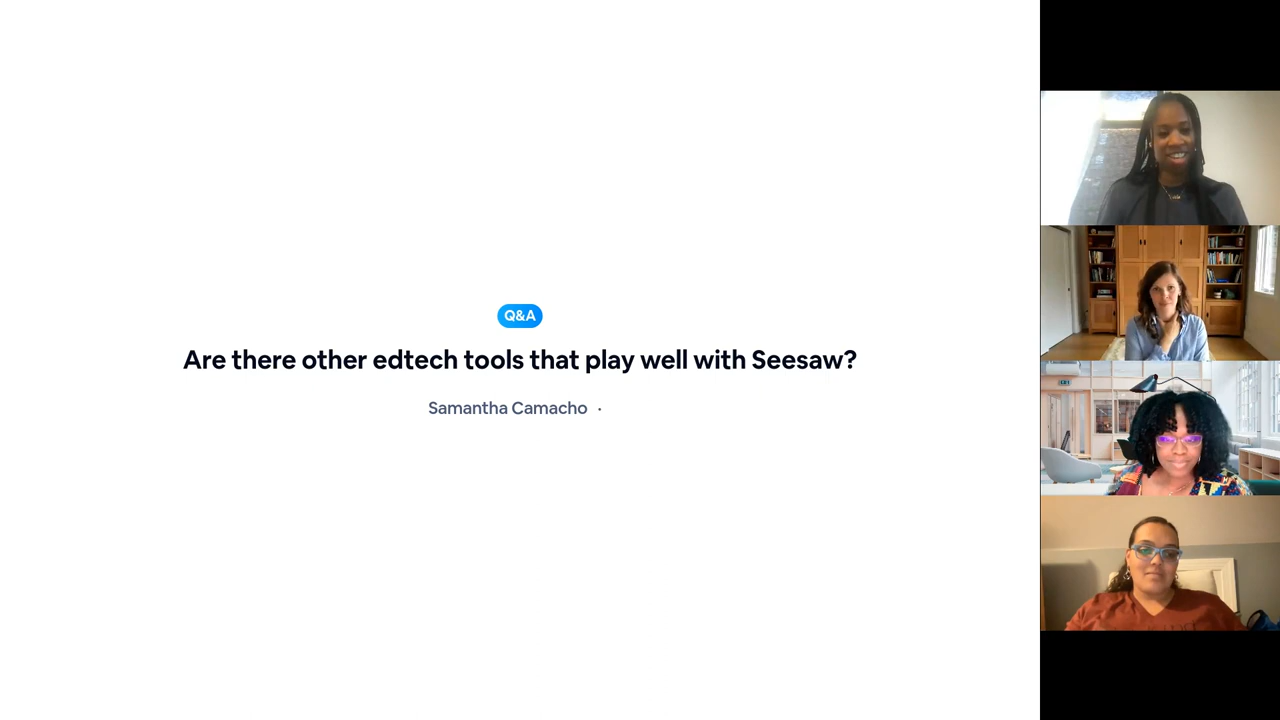 Q&A
Are there other edtech tools that play well with Seesaw?
Samantha Camacho ·